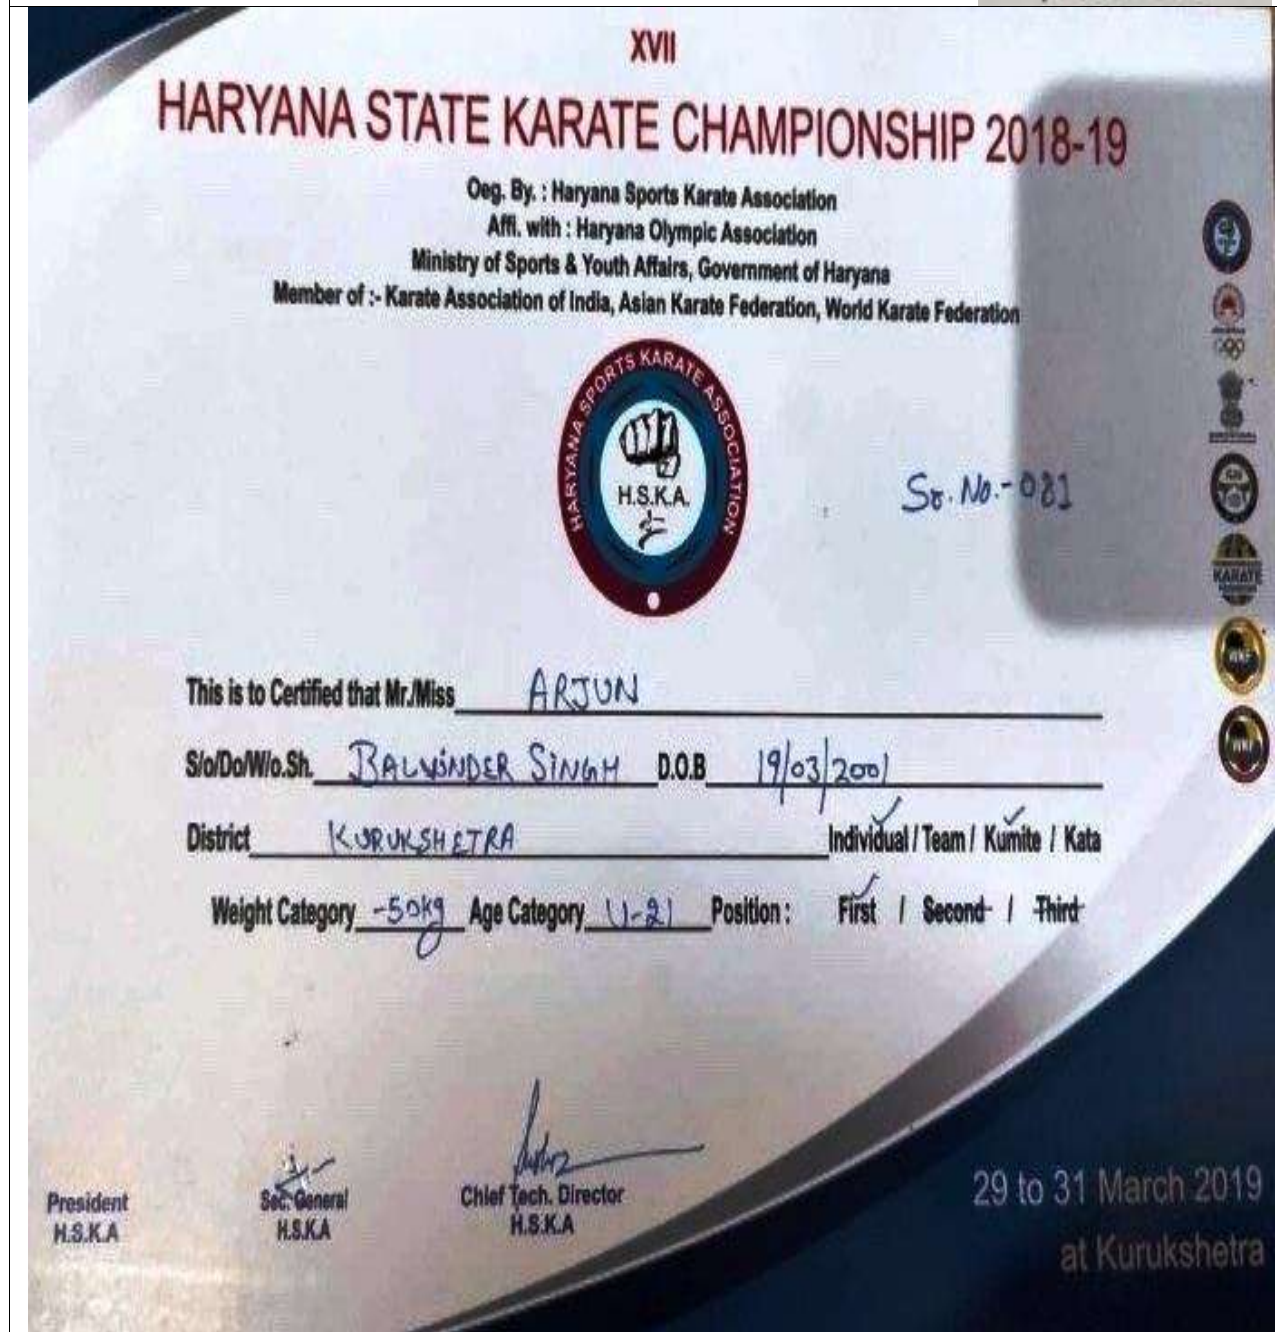 XVII
HARYANA STATE KARATE CHAMPIONSHIP 2018-19
Oeg. By. : Haryana Sports Karate Association
Affi. with : Haryana Olympic Association
Ministry of Sports & Youth Affairs, Government of Haryana
Member of :- Karate Association of India, Asian Karate Federation, World Karate Federation
HARYANA SPORTS KARATE ASSOCIATION
H.S.K.A.
Sr. No.-081
KARATE
This is to Certified that Mr./Miss ARJUN
S/o/Do/W/o.Sh. BALVINDER SINGH D.O.B 19/03/2001
District KURUKSHETRA Individual / Team / Kumite / Kata
Weight Category -50kg Age Category U-21 Position : First / Second / Third
President
H.S.K.A
Sec. General
H.S.K.A
Chief Tech. Director
H.S.K.A
29 to 31 March 2019
at Kurukshetra